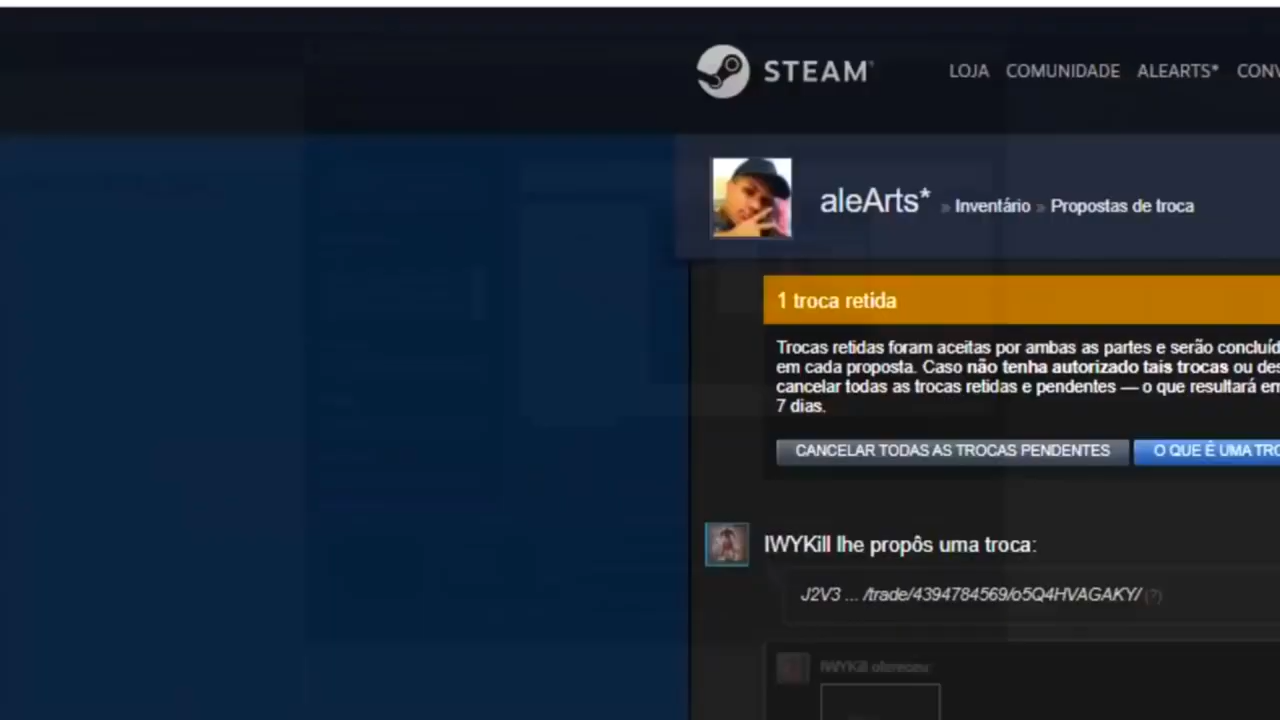 STEAM®
LOJA COMUNIDADE ALEARTS* CONV
aleArts* » Inventário » Propostas de troca
1 troca retida
Trocas retidas foram aceitas por ambas as partes e serão concluíd
em cada proposta. Caso não tenha autorizado tais trocas ou des
cancelar todas as trocas retidas e pendentes — o que resultará em
7 dias.
CANCELAR TODAS AS TROCAS PENDENTES
O QUE É UMA TRO
IWYKill lhe propôs uma troca:
J2V3 ... /trade/4394784569/o5Q4HVAGAKY/ (?)
IWYKill ofereceu: